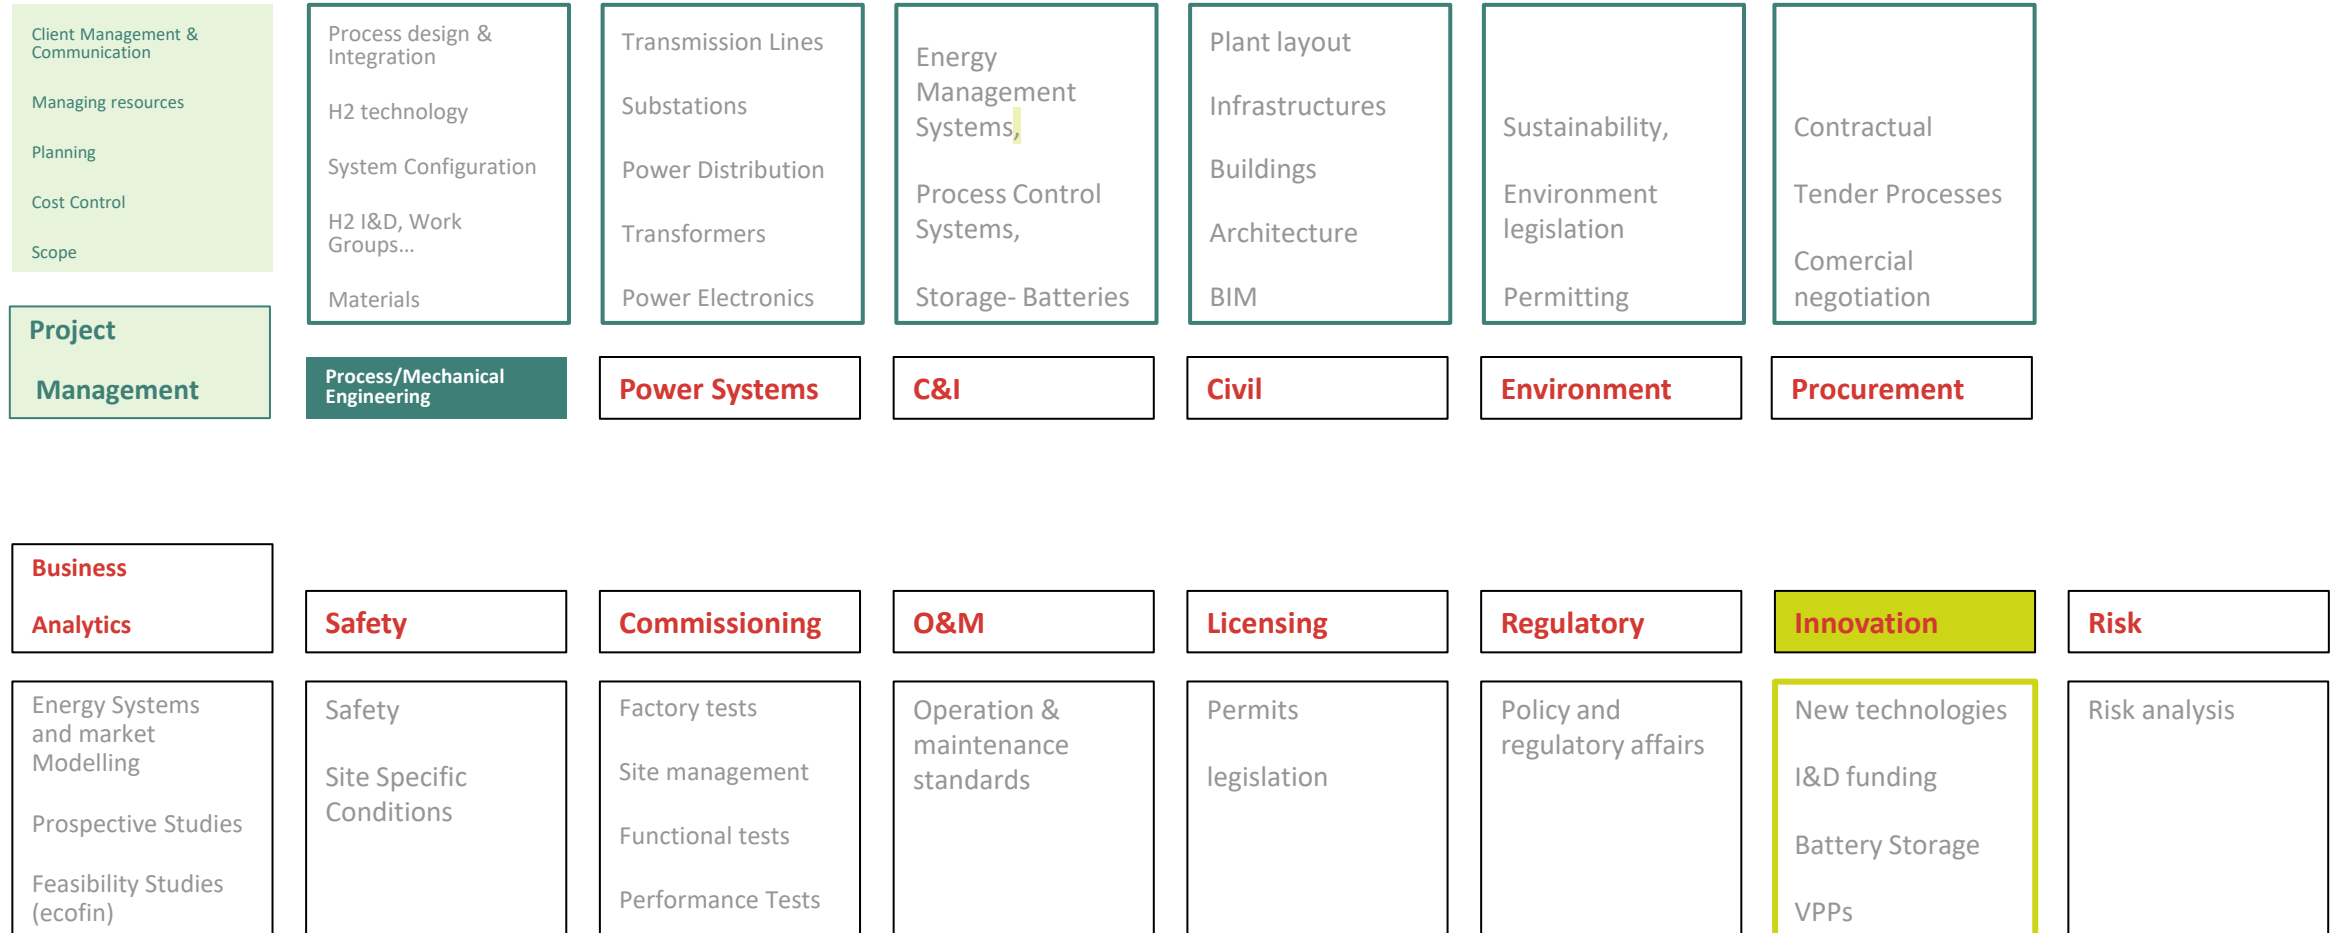 Client Management &
Communication
Managing resources
Planning
Cost Control
Scope
Project
Management
Process design &
Integration
H2 technology
System Configuration
H2 I&D, Work
Groups...
Materials
Process/Mechanical
Engineering
Transmission Lines
Substations
Power Distribution
Transformers
Power Electronics
Power Systems
Energy
Management
Systems,
Process Control
Systems,
Storage- Batteries
C&I
Plant layout
Infrastructures
Buildings
Architecture
BIM
Civil
Sustainability,
Environment
legislation
Permitting
Environment
Contractual
Tender Processes
Comercial
negotiation
Procurement
Business
Analytics
Energy Systems
and market
Modelling
Prospective Studies
Feasibility Studies
(ecofin)
Safety
Safety
Site Specific
Conditions
Commissioning
Factory tests
Site management
Functional tests
Performance Tests
O&M
Operation &
maintenance
standards
Licensing
Permits
legislation
Regulatory
Policy and
regulatory affairs
Innovation
New technologies
I&D funding
Battery Storage
VPPs
Risk
Risk analysis